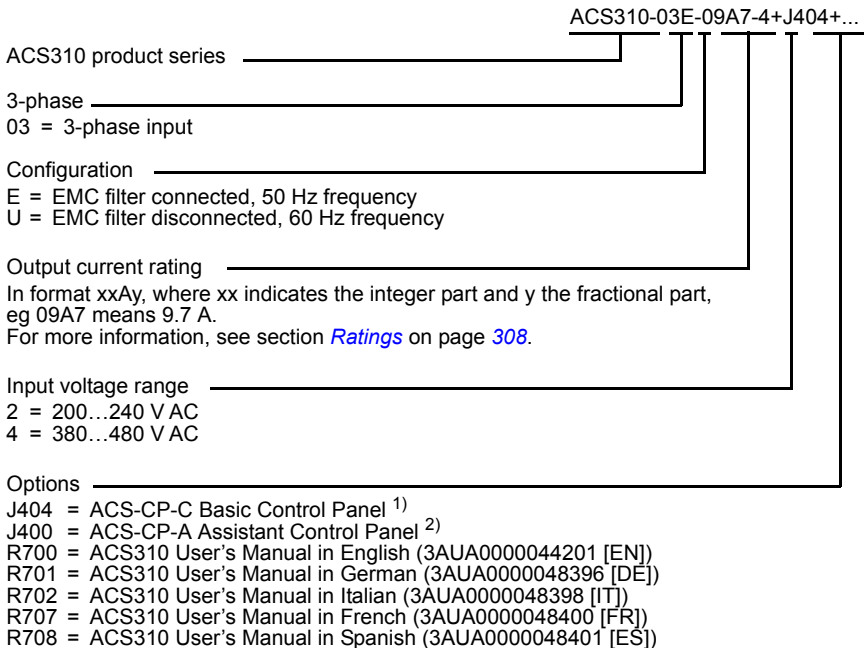 ACS310-03E-09A7-4+J404+...
ACS310 product series
3-phase
03 = 3-phase input
Configuration
E = EMC filter connected, 50 Hz frequency
U = EMC filter disconnected, 60 Hz frequency
Output current rating
In format xxAy, where xx indicates the integer part and y the fractional part,
eg 09A7 means 9.7 A.
For more information, see section Ratings on page 308.
Input voltage range
2 = 200…240 V AC
4 = 380…480 V AC
Options
J404 = ACS-CP-C Basic Control Panel 1)
J400 = ACS-CP-A Assistant Control Panel 2)
R700 = ACS310 User's Manual in English (3AUA0000044201 [EN])
R701 = ACS310 User's Manual in German (3AUA0000048396 [DE])
R702 = ACS310 User's Manual in Italian (3AUA0000048398 [IT])
R707 = ACS310 User's Manual in French (3AUA0000048400 [FR])
R708 = ACS310 User's Manual in Spanish (3AUA0000048401 [ES])